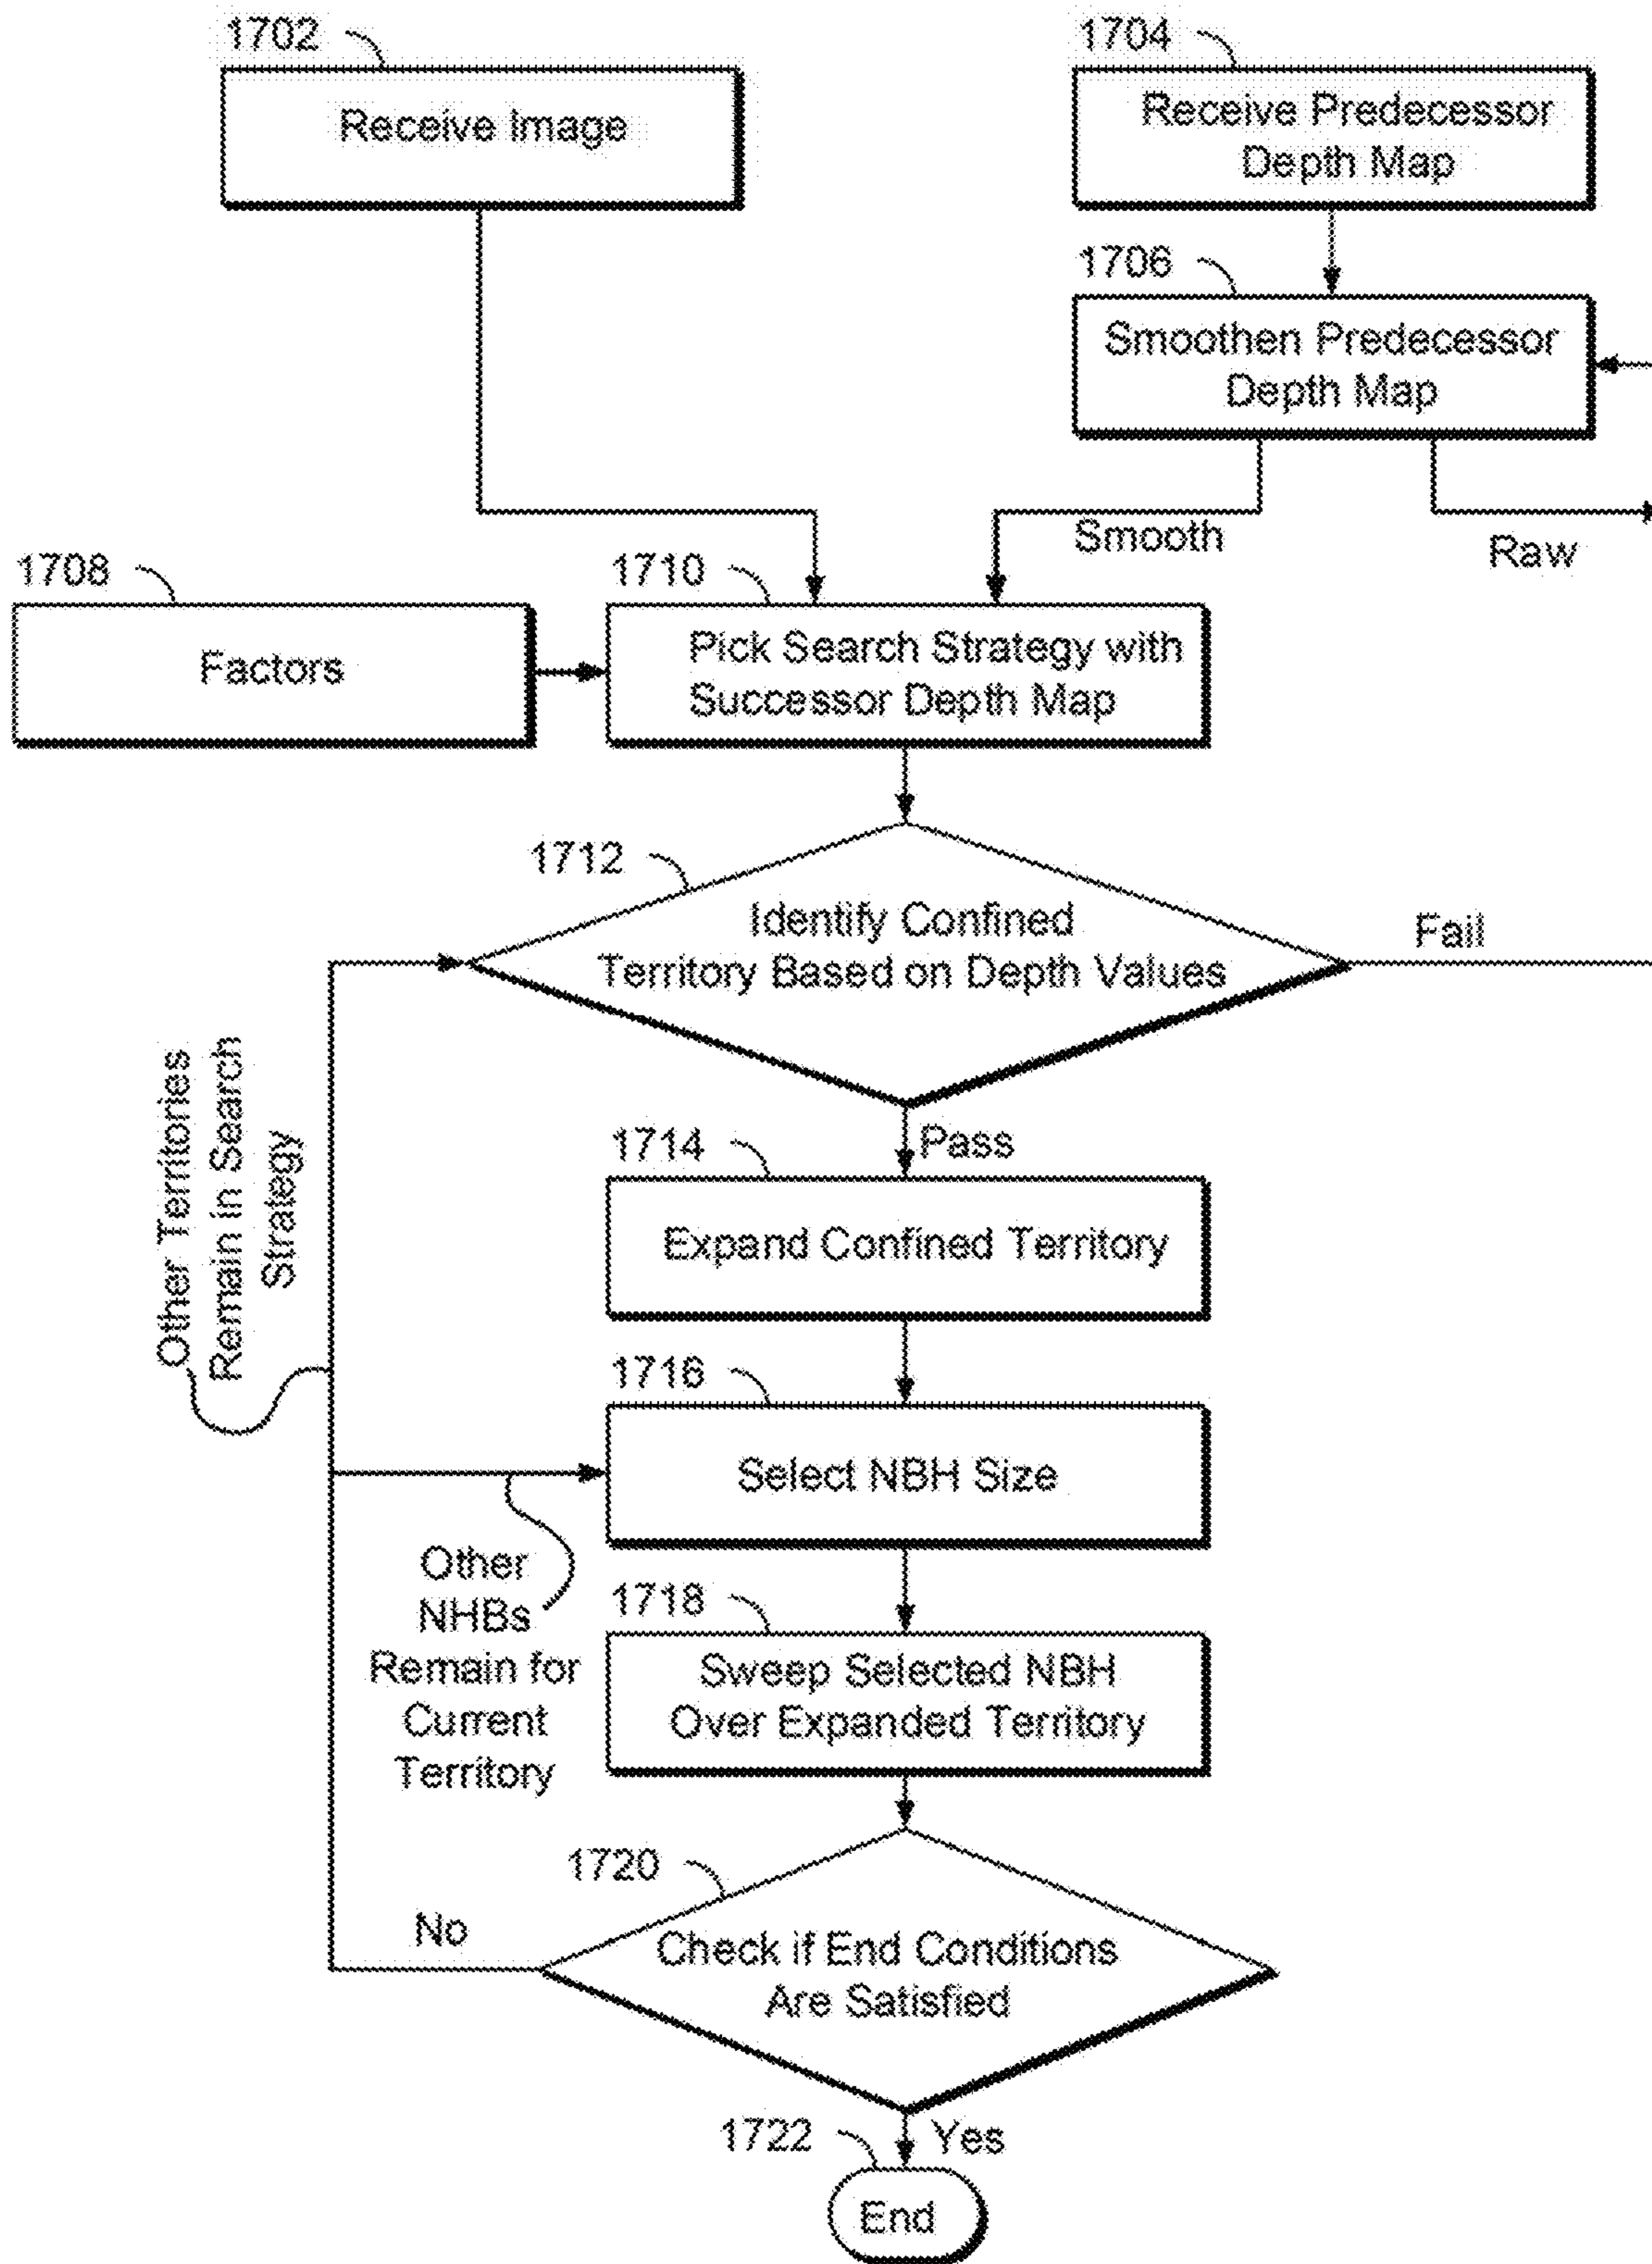 1702
Receive Image
1704
Receive Predecessor
Depth Map
1706
Smoothen Predecessor
Depth Map
Smooth
Raw
1708
Factors
1710
Pick Search Strategy with
Successor Depth Map
1712
Identify Confined
Territory Based on Depth Values
Fail
Pass
Other Territories
Remain in Search
Strategy
1714
Expand Confined Territory
1716
Select NBH Size
Other
NHBs
Remain for
Current
Territory
1718
Sweep Selected NBH
Over Expanded Territory
1720
Check if End Conditions
Are Satisfied
No
Yes
1722
End